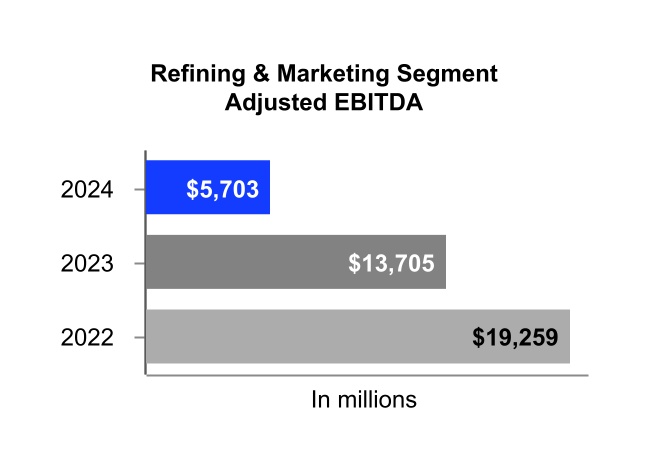 Refining & Marketing Segment
Adjusted EBITDA
2024 $5,703
2023 $13,705
2022 $19,259
In millions